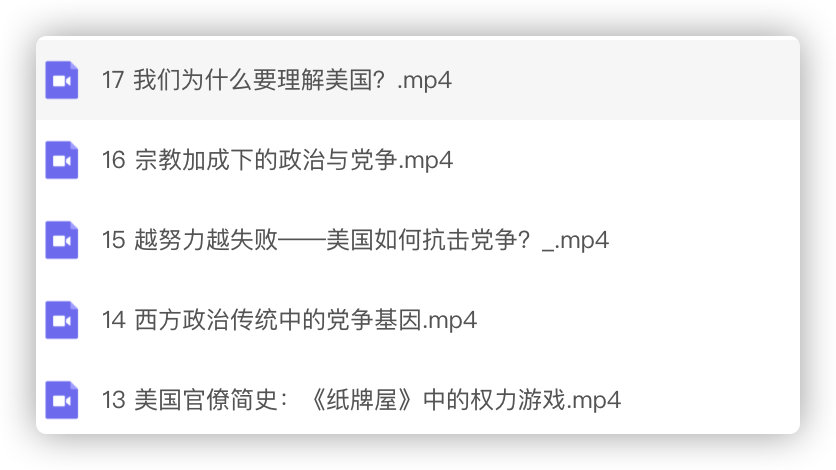 17 我们为什么要理解美国？.mp4
16 宗教加成下的政治与党争.mp4
15 越努力越失败——美国如何抗击党争？_.mp4
14 西方政治传统中的党争基因.mp4
13 美国官僚简史：《纸牌屋》中的权力游戏.mp4